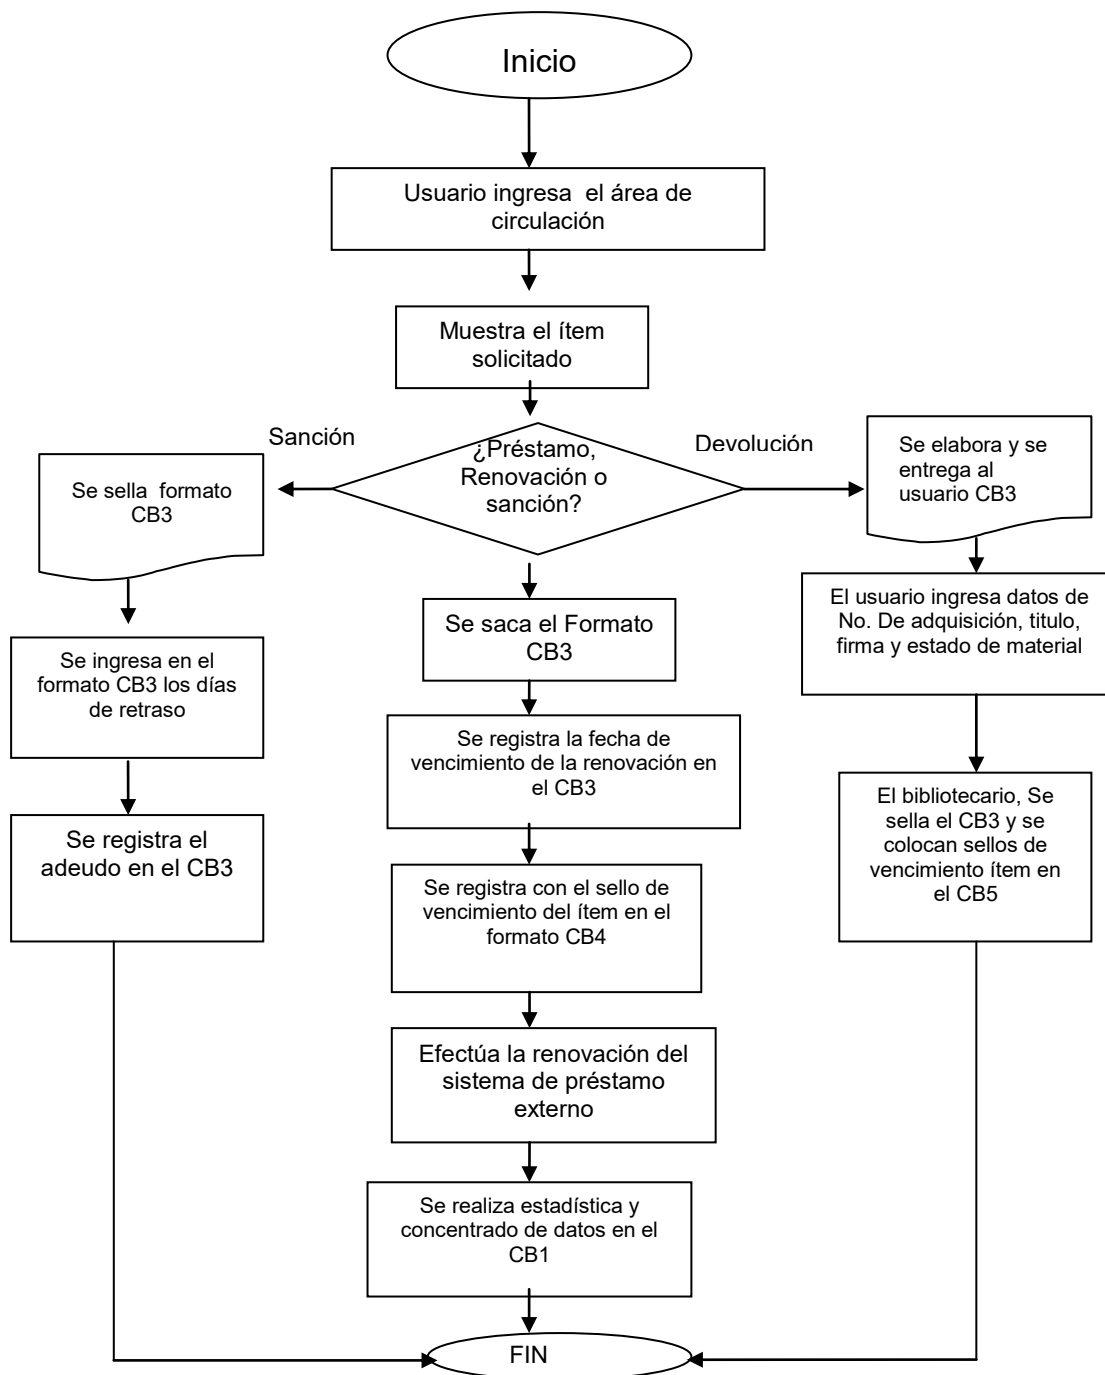 Inicio
Usuario ingresa  el área de
circulación
Muestra el ítem
solicitado
¿Préstamo,
Renovación o
sanción?
Sanción
Devolución
Se sella  formato
CB3
Se ingresa en el
formato CB3 los días
de retraso
Se registra el
adeudo en el CB3
Se saca el Formato
CB3
Se registra la fecha de
vencimiento de la renovación en
el CB3
Se registra con el sello de
vencimiento del ítem en el
formato CB4
Efectúa la renovación del
sistema de préstamo
externo
Se realiza estadística y
concentrado de datos en el
CB1
Se elabora y se
entrega al
usuario CB3
El usuario ingresa datos de
No. De adquisición, titulo,
firma y estado de material
El bibliotecario, Se
sella el CB3 y se
colocan sellos de
vencimiento ítem en
el CB5
FIN